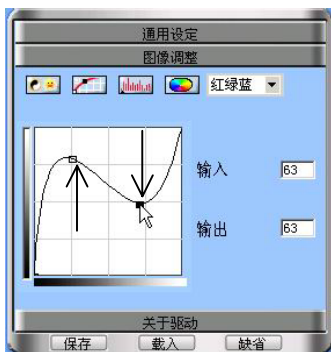 通用设定
图像调整
红绿蓝
输入 63
输出 63
关于驱动
保存 载入 缺省